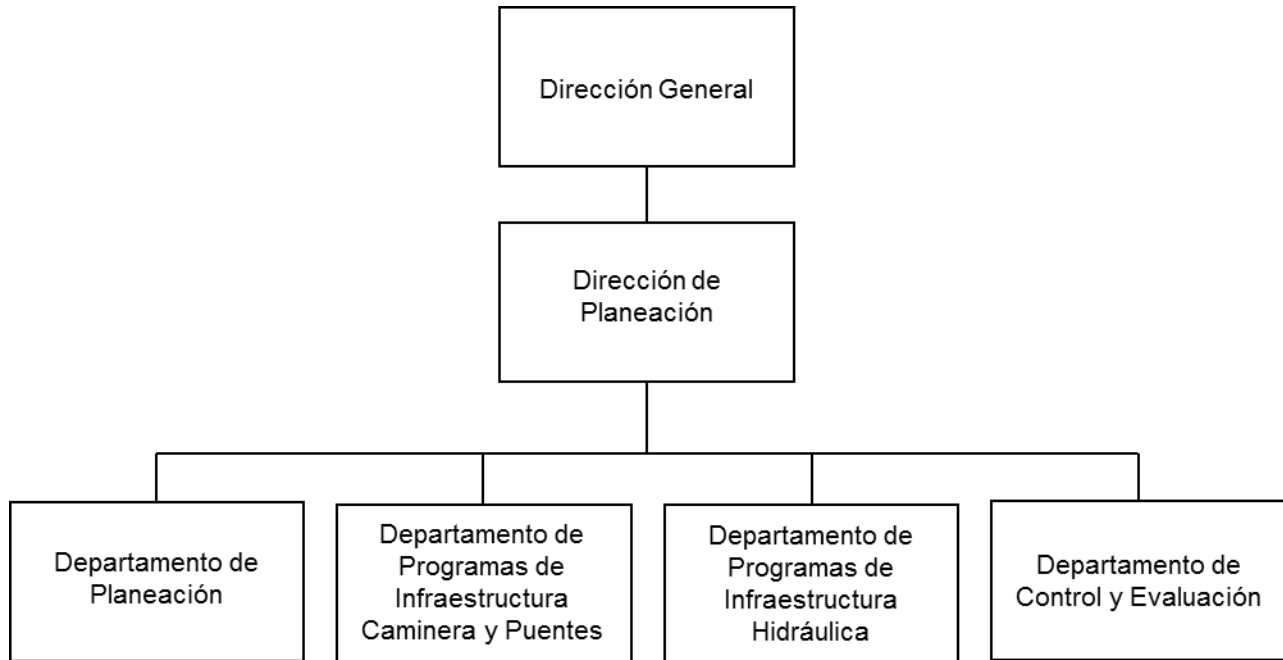 Dirección General
Dirección de
Planeación
Departamento de
Planeación
Departamento de
Programas de
Infraestructura
Caminera y Puentes
Departamento de
Programas de
Infraestructura
Hidráulica
Departamento de
Control y Evaluación